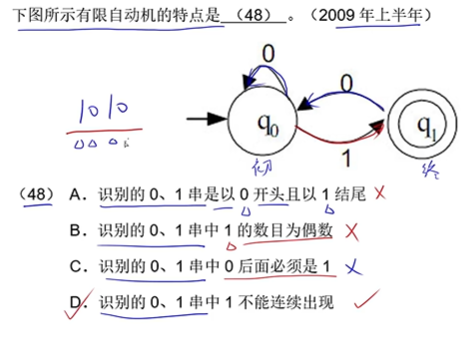 下图所示有限自动机的特点是 （48） 。（2009 年上半年）
0
1010
0
q0
q1
初
1
终
（48） A．识别的 0、1 串是以 0 开头且以 1 结尾
B．识别的 0、1 串中 1 的数目为偶数
C．识别的 0、1 串中 0 后面必须是 1
D．识别的 0、1 串中 1 不能连续出现